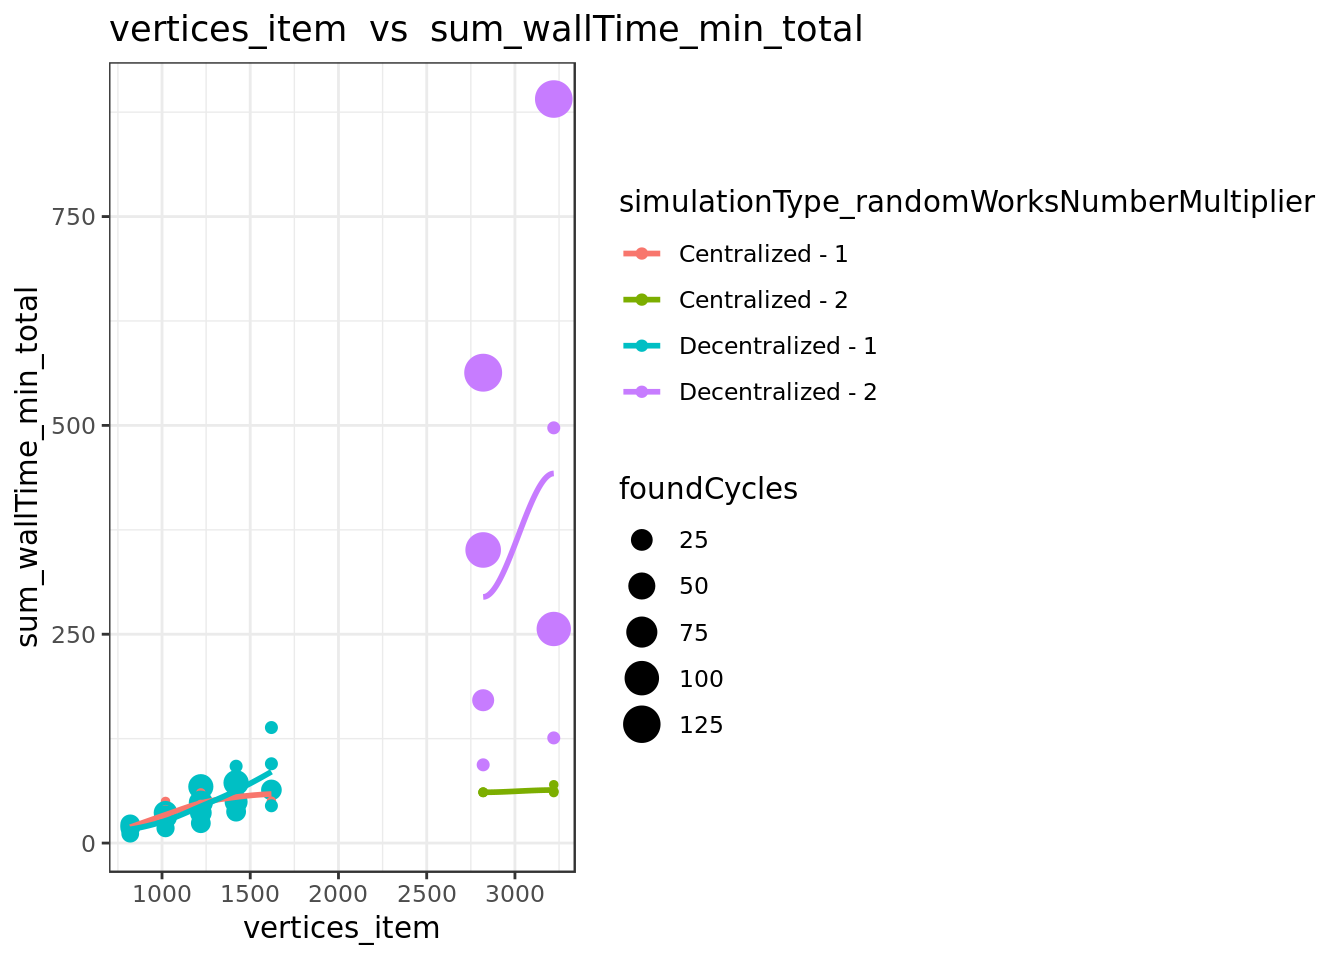 vertices_item  vs  sum_wallTime_min_total
sum_wallTime_min_total
750
500
250
0
1000 1500 2000 2500 3000
vertices_item
simulationType_randomWorksNumberMultiplier
Centralized - 1
Centralized - 2
Decentralized - 1
Decentralized - 2
foundCycles
25
50
75
100
125